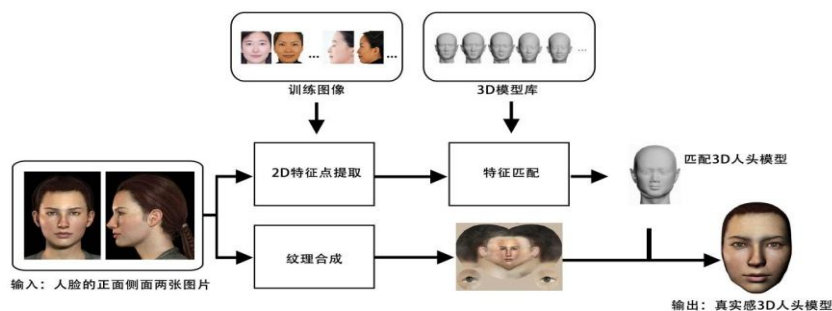 训练图像
3D模型库
2D特征点提取
特征匹配
匹配3D人头模型
纹理合成
输入：人脸的正面侧面两张图片
输出：真实感3D人头模型